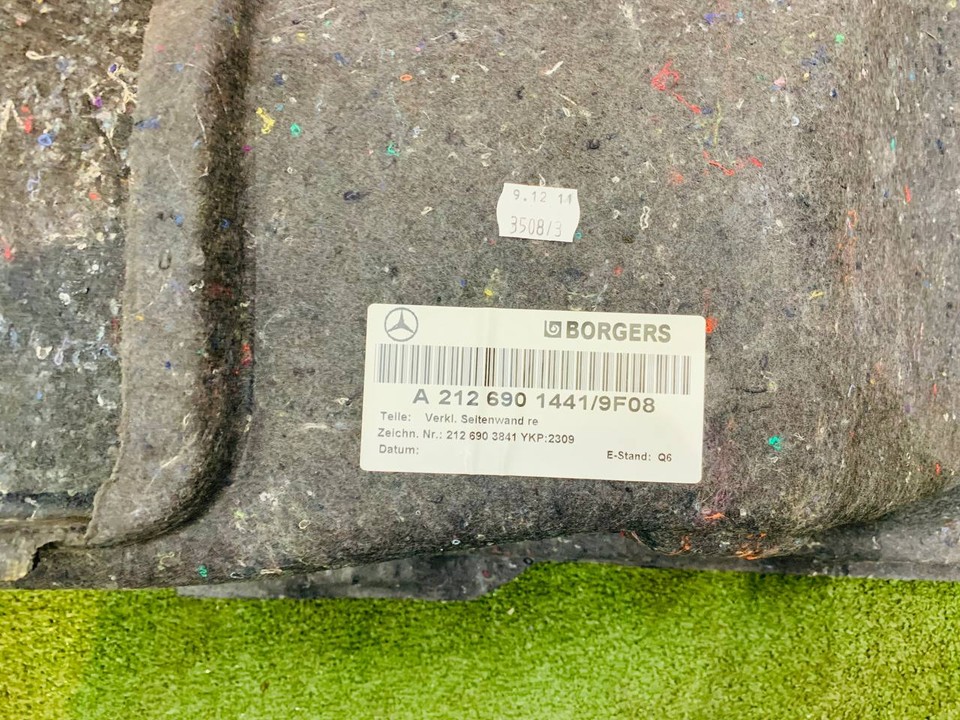 9.12 11
3508/3
BORGERS
A 212 690 1441/9F08
Teile: Verkl. Seitenwand re
Zeichn. Nr.: 212 690 3841 YKP:2309
Datum:
E-Stand: Q6